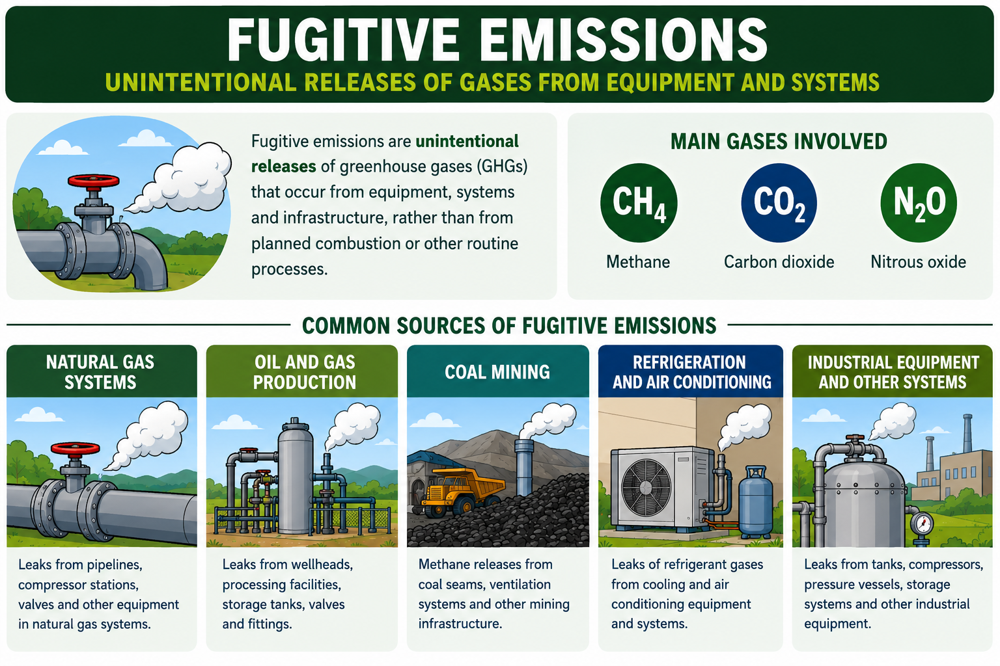 FUGITIVE EMISSIONS
UNINTENTIONAL RELEASES OF GASES FROM EQUIPMENT AND SYSTEMS
Fugitive emissions are unintentional
releases of greenhouse gases (GHGs)
that occur from equipment, systems
and infrastructure, rather than from
planned combustion or other routine
processes.
MAIN GASES INVOLVED
CH₄
Methane
CO₂
Carbon dioxide
N₂O
Nitrous oxide
COMMON SOURCES OF FUGITIVE EMISSIONS
NATURAL GAS
SYSTEMS
Leaks from pipelines,
compressor stations,
valves and other equipment
in natural gas systems.
OIL AND GAS
PRODUCTION
Leaks from wellheads,
processing facilities,
storage tanks, valves
and fittings.
COAL MINING
Methane releases from
coal seams, ventilation
systems and other mining
infrastructure.
REFRIGERATION
AND AIR CONDITIONING
Leaks of refrigerant gases
from cooling and air
conditioning equipment
and systems.
INDUSTRIAL EQUIPMENT
AND OTHER SYSTEMS
Leaks from tanks, compressors,
pressure vessels, storage
systems and other industrial
equipment.